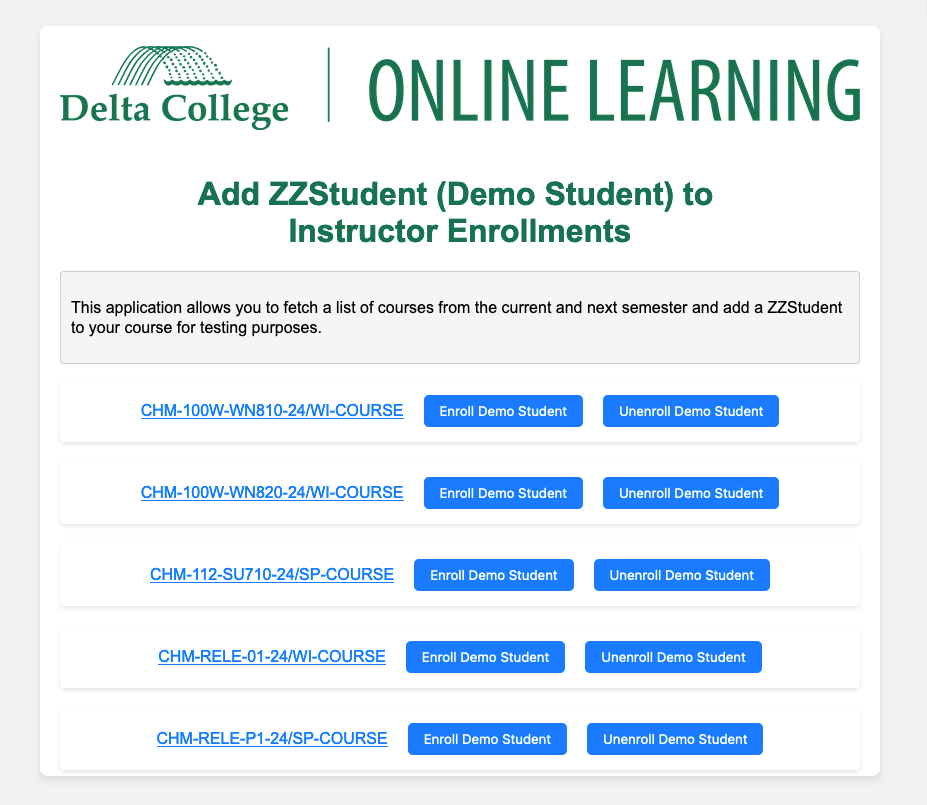 Delta College
ONLINE LEARNING
Add ZZStudent (Demo Student) to
Instructor Enrollments
This application allows you to fetch a list of courses from the current and next semester and add a ZZStudent
to your course for testing purposes.
CHM-100W-WN810-24/WI-COURSE Enroll Demo Student Unenroll Demo Student
CHM-100W-WN820-24/WI-COURSE Enroll Demo Student Unenroll Demo Student
CHM-112-SU710-24/SP-COURSE Enroll Demo Student Unenroll Demo Student
CHM-RELE-01-24/WI-COURSE Enroll Demo Student Unenroll Demo Student
CHM-RELE-P1-24/SP-COURSE Enroll Demo Student Unenroll Demo Student